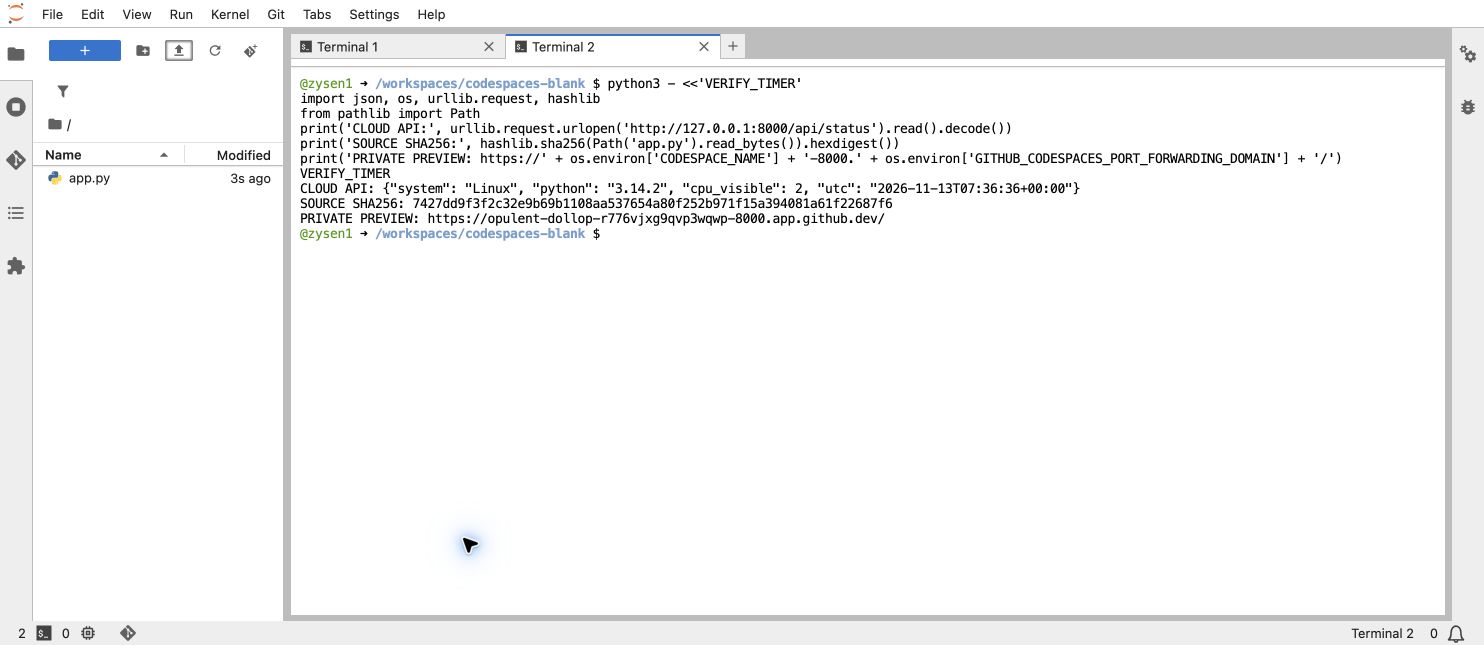 File Edit View Run Kernel Git Tabs Settings Help
+
/
Name Modified
app.py 3s ago
Terminal 1
Terminal 2
@zysen1 → /workspaces/codespaces-blank $ python3 - <<'VERIFY_TIMER'
import json, os, urllib.request, hashlib
from pathlib import Path
print('CLOUD API:', urllib.request.urlopen('http://127.0.0.1:8000/api/status').read().decode())
print('SOURCE SHA256:', hashlib.sha256(Path('app.py').read_bytes()).hexdigest())
print('PRIVATE PREVIEW: https://' + os.environ['CODESPACE_NAME'] + '-8000.' + os.environ['GITHUB_CODESPACES_PORT_FORWARDING_DOMAIN'] + '/')
VERIFY_TIMER
CLOUD API: {"system": "Linux", "python": "3.14.2", "cpu_visible": 2, "utc": "2026-11-13T07:36:36+00:00"}
SOURCE SHA256: 7427dd9f3f2c32e9b69b1108aa537654a80f252b971f15a394081a61f22687f6
PRIVATE PREVIEW: https://opulent-dollop-r776vjxg9qvp3wqwp-8000.app.github.dev/
@zysen1 → /workspaces/codespaces-blank $
2 $_ 0 Terminal 2 0